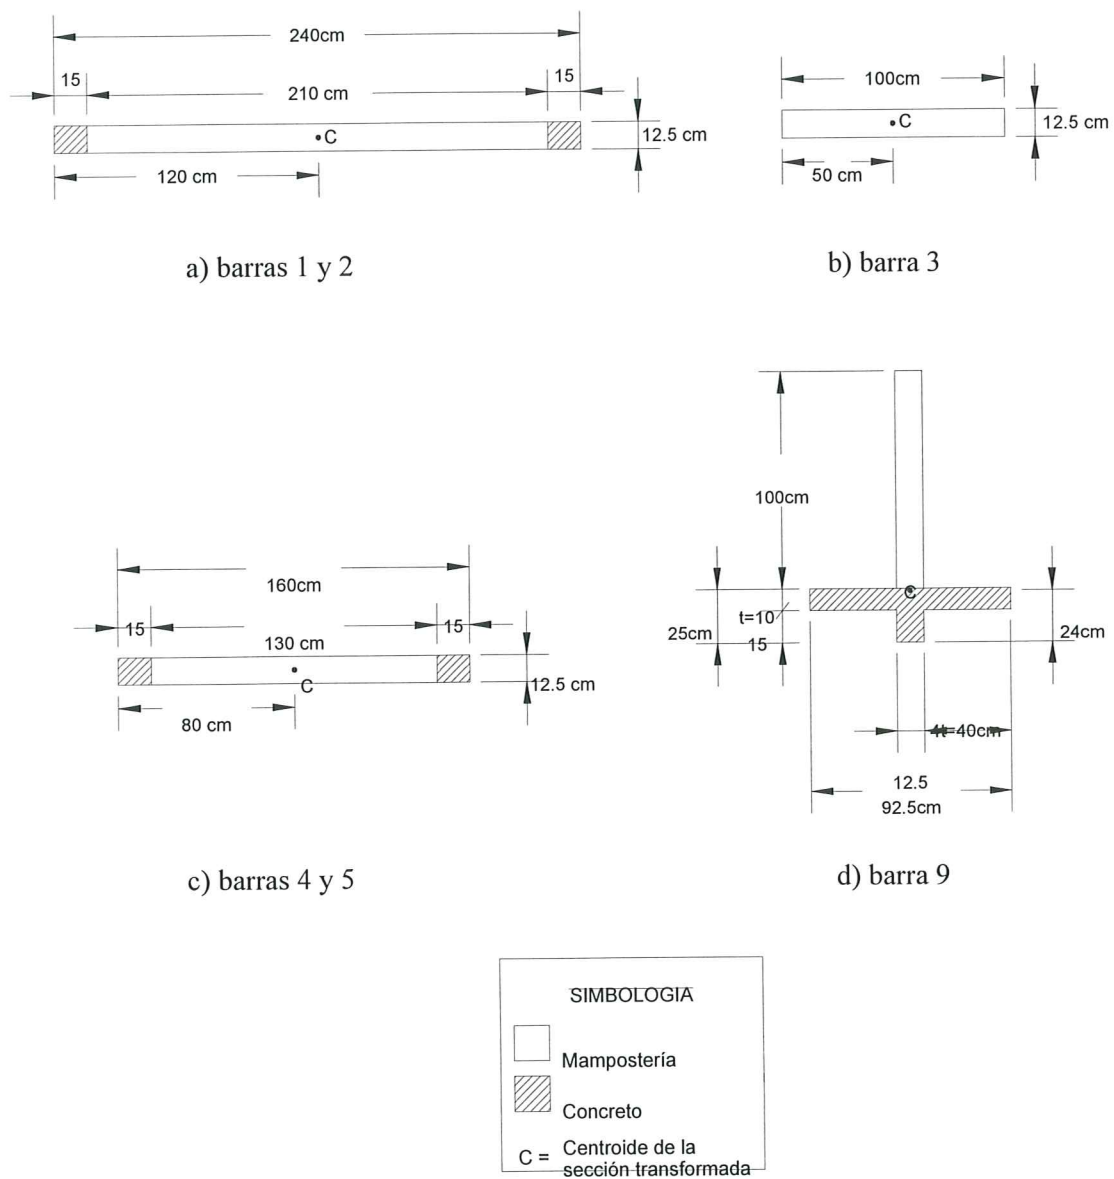 240cm
15
15
210 cm
C
12.5 cm
120 cm
a) barras 1 y 2
100cm
C
12.5 cm
50 cm
b) barra 3
160cm
15
15
130 cm
C
12.5 cm
80 cm
c) barras 4 y 5
100cm
C
t=10
25cm
15
24cm
4t=40cm
12.5
92.5cm
d) barra 9
SIMBOLOGIA
Mampostería
Concreto
C = Centroide de la
sección transformada